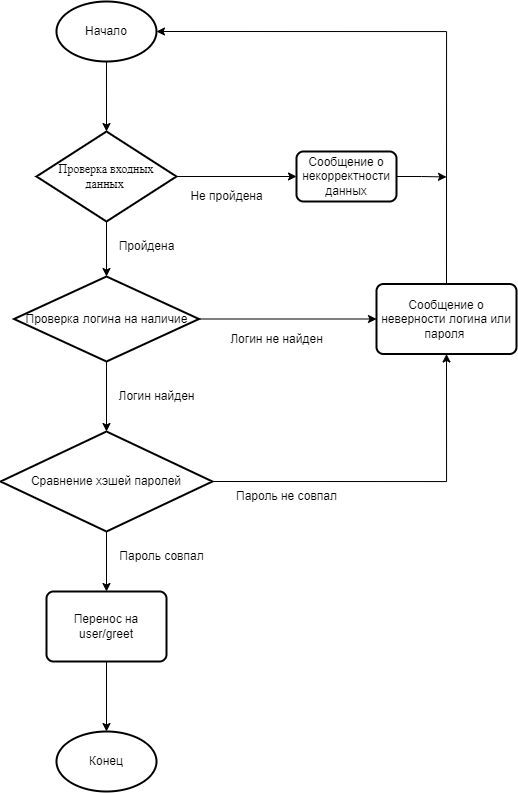 Начало
Проверка входных
данных
Не пройдена
Сообщение о
некорректности
данных
Пройдена
Проверка логина на наличие
Логин не найден
Сообщение о
неверности логина или
пароля
Логин найден
Сравнение хэшей паролей
Пароль не совпал
Пароль совпал
Перенос на
user/greet
Конец